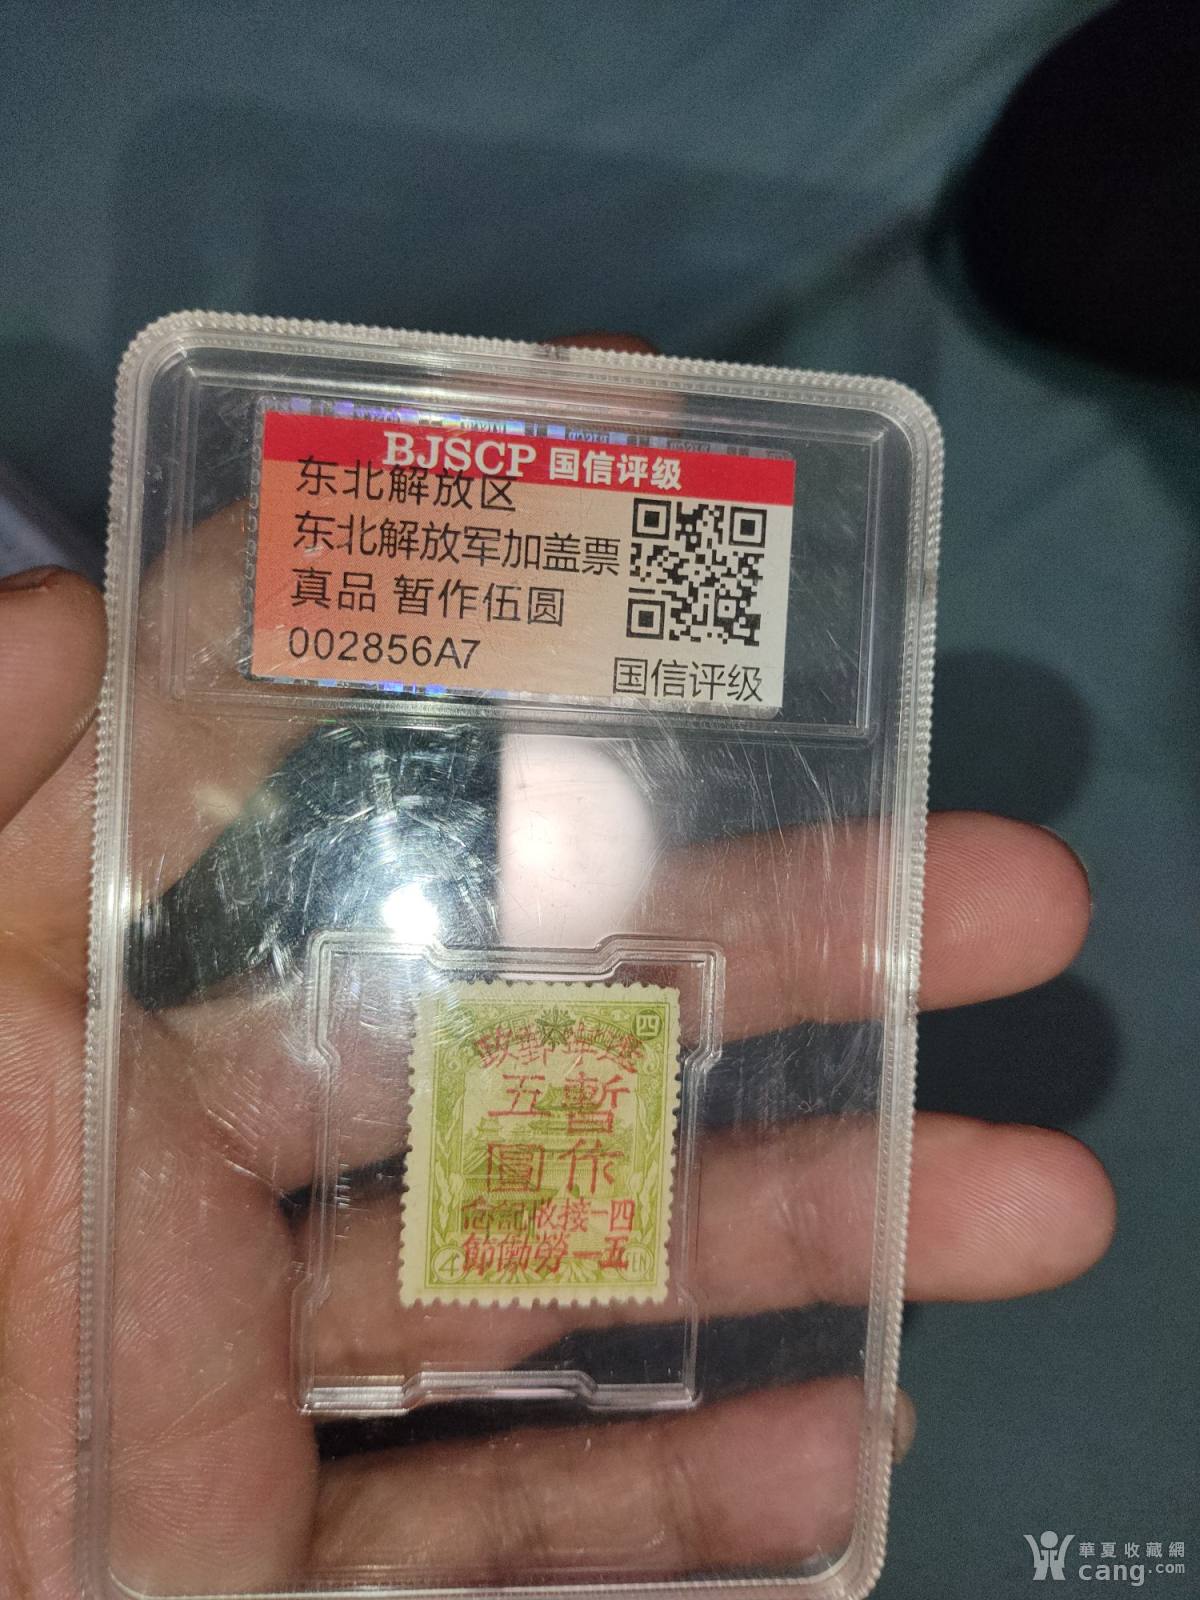 BJSCP 国信评级
东北解放区
东北解放军加盖票
真品 暂作伍圆
002856A7
国信评级
四
五 暫
圓 作
念記收接一四
節働勞一五
4
華夏收藏網
cang.com